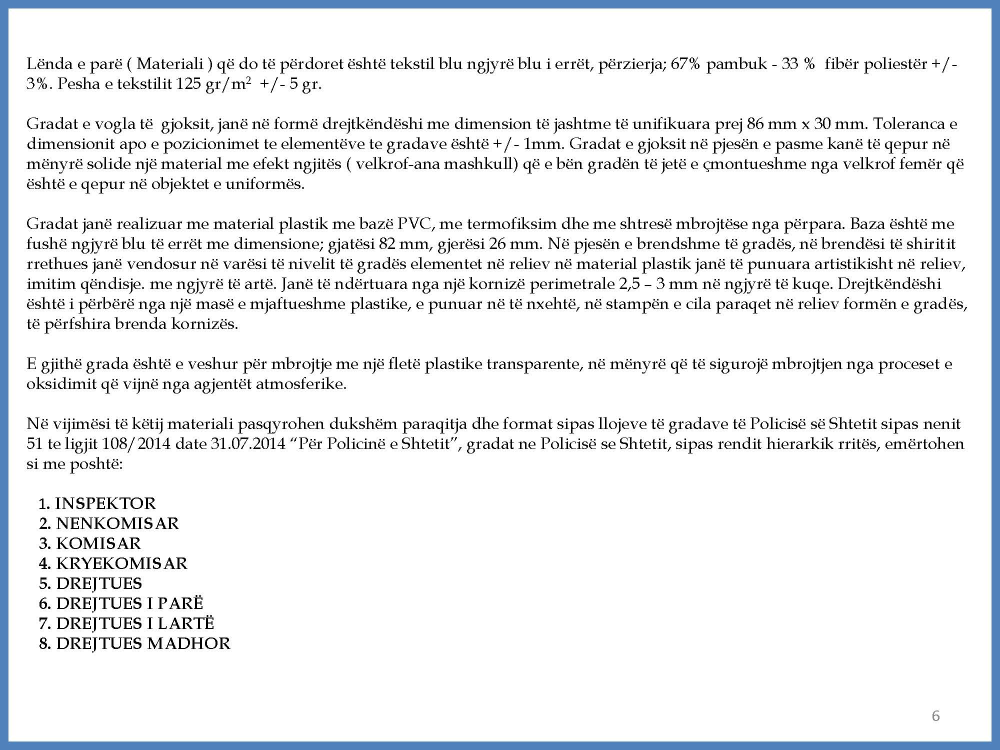 Lënda e parë ( Materiali ) që do të përdoret është tekstil blu ngjyrë blu i errët, përzierja; 67% pambuk - 33 % fibër poliestër +/-
3%. Pesha e tekstilit 125 gr/m² +/- 5 gr.
Gradat e vogla të gjoksit, janë në formë drejtkëndëshi me dimension të jashtme të unifikuara prej 86 mm x 30 mm. Toleranca e
dimensionit apo e pozicionimet te elementëve te gradave është +/- 1mm. Gradat e gjoksit në pjesën e pasme kanë të qepur në
mënyrë solide një material me efekt ngjitës ( velkrof-ana mashkull) që e bën gradën të jetë e çmontueshme nga velkrof femër që
është e qepur në objektet e uniformës.
Gradat janë realizuar me material plastik me bazë PVC, me termofiksim dhe me shtresë mbrojtëse nga përpara. Baza është me
fushë ngjyrë blu të errët me dimensione; gjatësi 82 mm, gjerësi 26 mm. Në pjesën e brendshme të gradës, në brendësi të shiritit
rrethues janë vendosur në varësi të nivelit të gradës elementet në reliev në material plastik janë të punuara artistikisht në reliev,
imitim qëndisje. me ngjyrë të artë. Janë të ndërtuara nga një kornizë perimetrale 2,5 – 3 mm në ngjyrë të kuqe. Drejtkëndëshi
është i përbërë nga një masë e mjaftueshme plastike, e punuar në të nxehtë, në stampën e cila paraqet në reliev formën e gradës,
të përfshira brenda kornizës.
E gjithë grada është e veshur për mbrojtje me një fletë plastike transparente, në mënyrë që të sigurojë mbrojtjen nga proceset e
oksidimit që vijnë nga agjentët atmosferike.
Në vijimësi të këtij materiali pasqyrohen dukshëm paraqitja dhe format sipas llojeve të gradave të Policisë së Shtetit sipas nenit
51 te ligjit 108/2014 date 31.07.2014 “Për Policinë e Shtetit”, gradat ne Policisë se Shtetit, sipas rendit hierarkik rritës, emërtohen
si me poshtë:
1. INSPEKTOR
2. NENKOMISAR
3. KOMISAR
4. KRYEKOMISAR
5. DREJTUES
6. DREJTUES I PARË
7. DREJTUES I LARTË
8. DREJTUES MADHOR
6